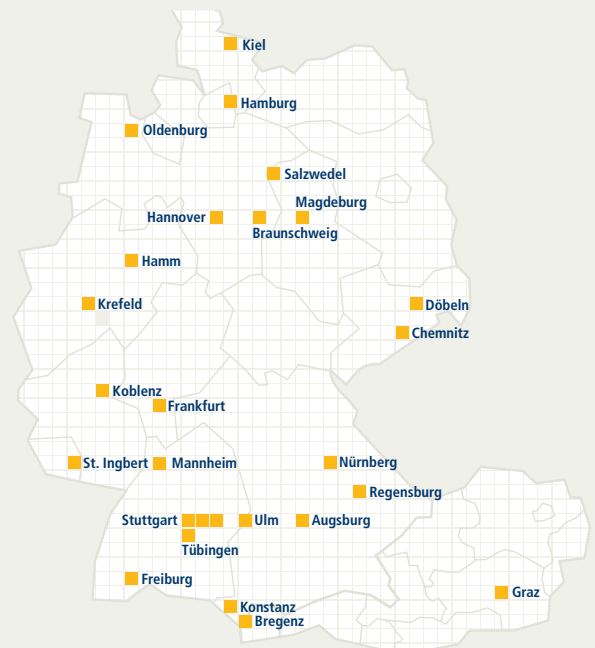 Kiel
Hamburg
Oldenburg
Salzwedel
Magdeburg
Hannover
Braunschweig
Hamm
Krefeld
Döbeln
Chemnitz
Koblenz
Frankfurt
St. Ingbert
Mannheim
Nürnberg
Regensburg
Stuttgart
Ulm
Augsburg
Tübingen
Freiburg
Graz
Konstanz
Bregenz